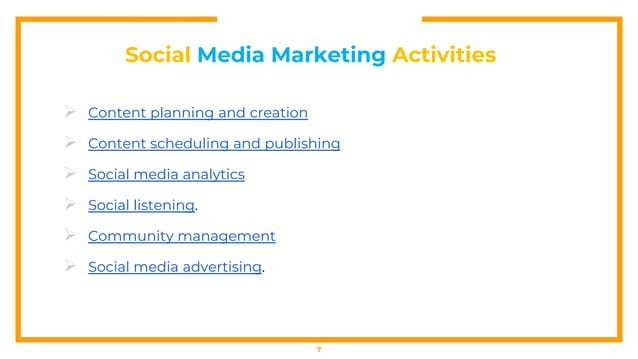 Social Media Marketing Activities
Content planning and creation
Content scheduling and publishing
Social media analytics
Social listening.
Community management
Social media advertising.